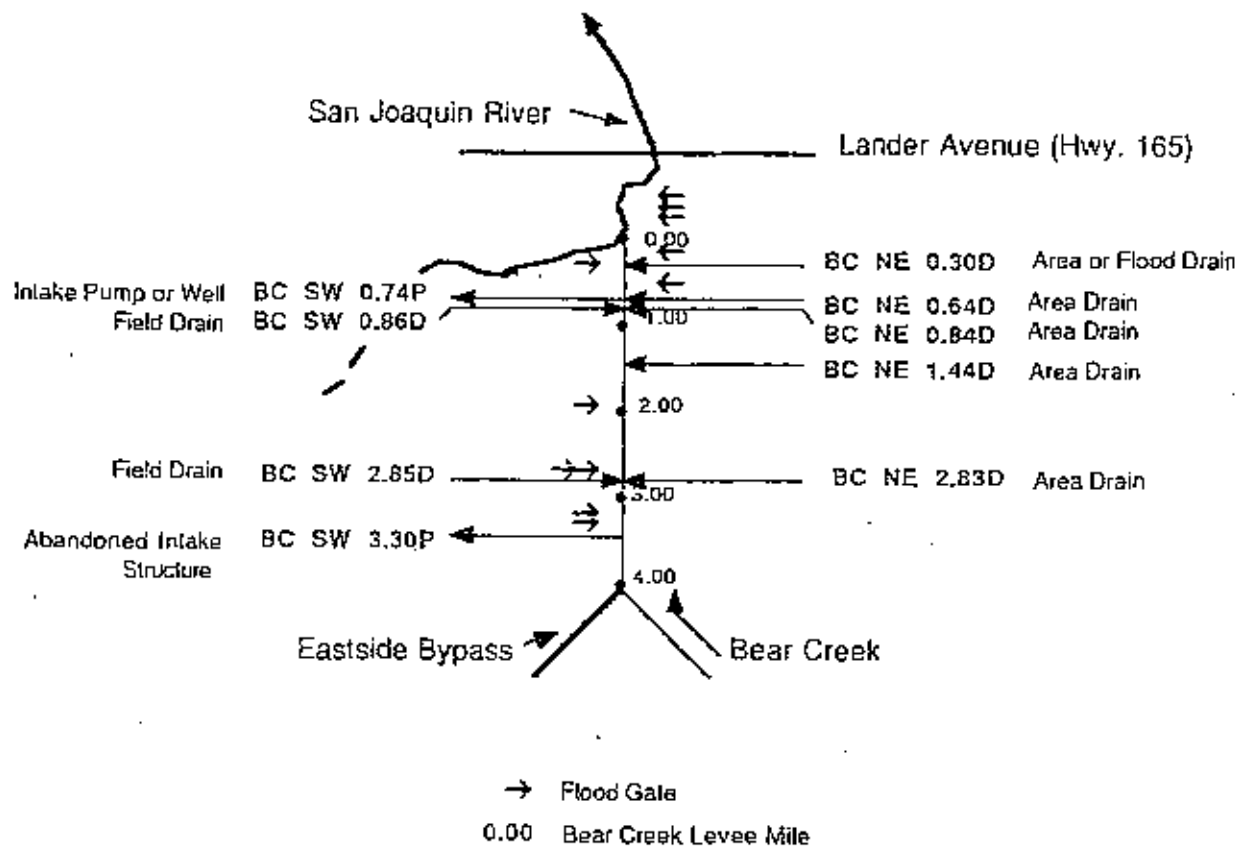 San Joaquin River
Lander Avenue (Hwy. 165)
0.00
BC NE 0.30D Area or Flood Drain
Intake Pump or Well BC SW 0.74P
BC NE 0.64D Area Drain
Field Drain BC SW 0.86D
1.00
BC NE 0.84D Area Drain
BC NE 1.44D Area Drain
2.00
Field Drain BC SW 2.85D
BC NE 2.83D Area Drain
3.00
Abandoned Intake BC SW 3.30P
Structure
4.00
Eastside Bypass
Bear Creek
Flood Gate
0.00 Bear Creek Levee Mile